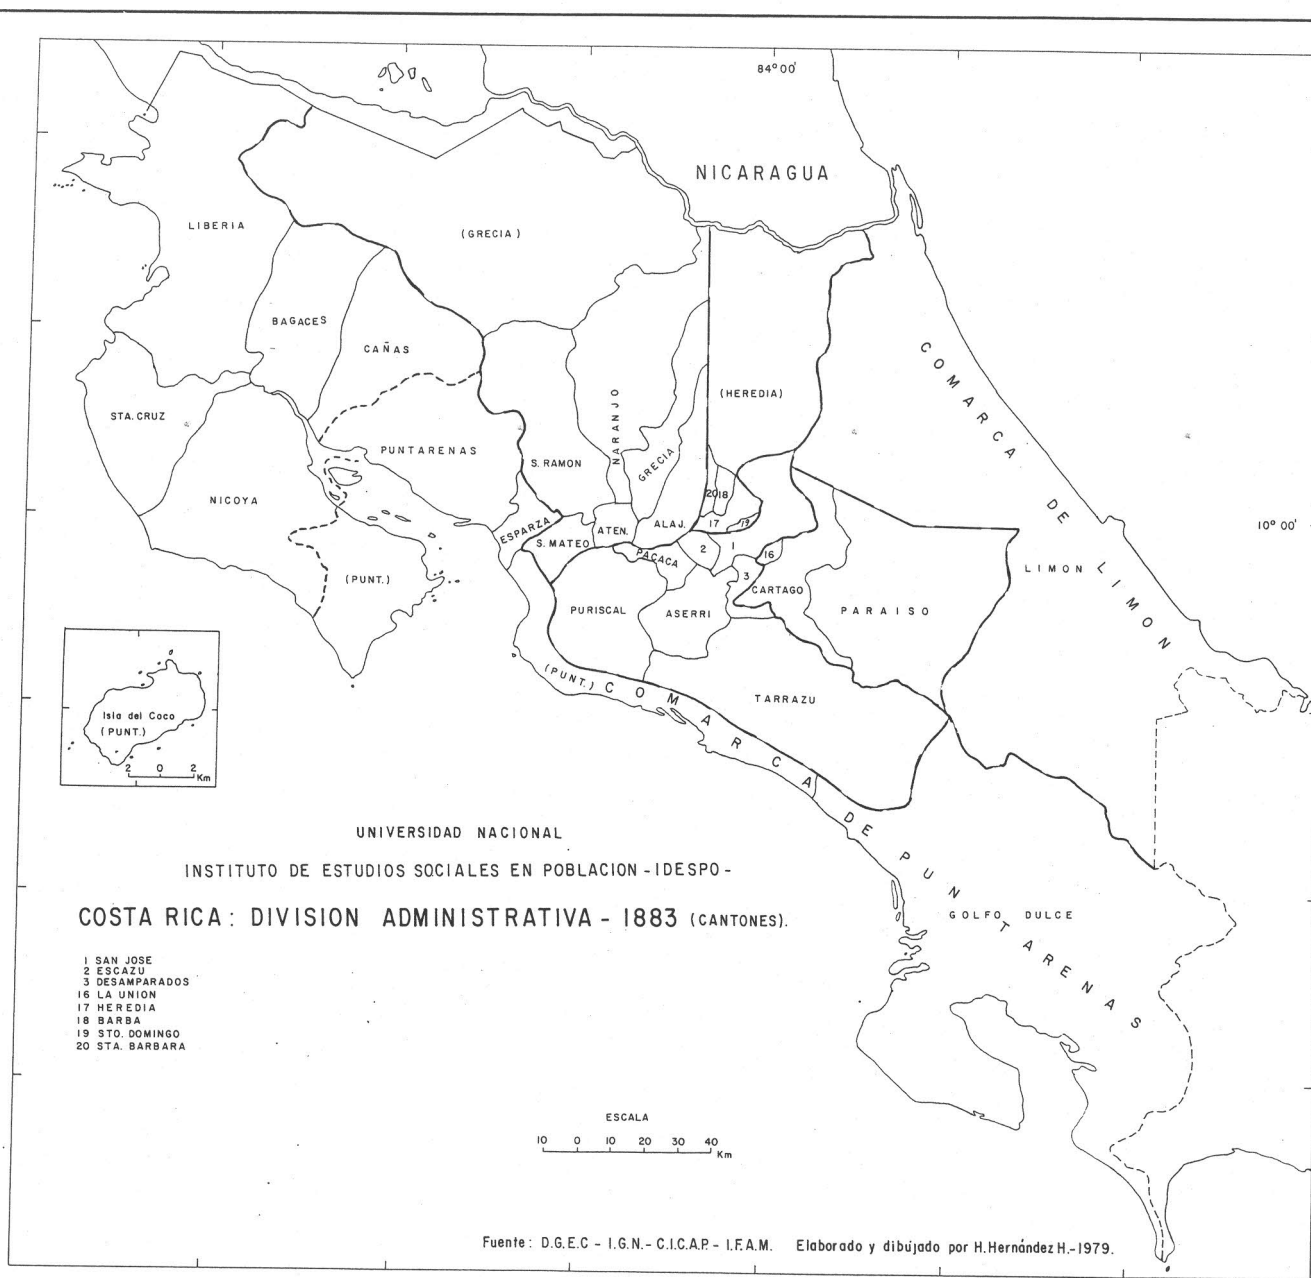 84°00'
NICARAGUA
LIBERIA
(GRECIA)
BAGACES
CAÑAS
(HEREDIA)
COMARCA DE LIMON
STA. CRUZ
NARANJO
PUNTARENAS
S. RAMON
GRECIA
NICOYA
20
18
ESPARZA
ATEN.
ALAJ.
17
19
10°00'
S. MATEO
PACACA
2
1
16
LIMON
(PUNT.)
3
CARTAGO
PURISCAL
ASERRI
PARAISO
(PUNT.)
TARRAZU
COMARCA DE PUNTARENAS
Isla del Coco
(PUNT.)
2 0 2
Km
UNIVERSIDAD NACIONAL
INSTITUTO DE ESTUDIOS SOCIALES EN POBLACION -IDESPO-
COSTA RICA: DIVISION ADMINISTRATIVA - 1883 (CANTONES).
GOLFO DULCE
1 SAN JOSE
2 ESCAZU
3 DESAMPARADOS
16 LA UNION
17 HEREDIA
18 BARBA
19 STO. DOMINGO
20 STA. BARBARA
ESCALA
10 0 10 20 30 40
Km
Fuente: D.G.E.C - I.G.N.- C.I.C.A.P.- I.F.A.M. Elaborado y dibujado por H.Hernández H.-1979.